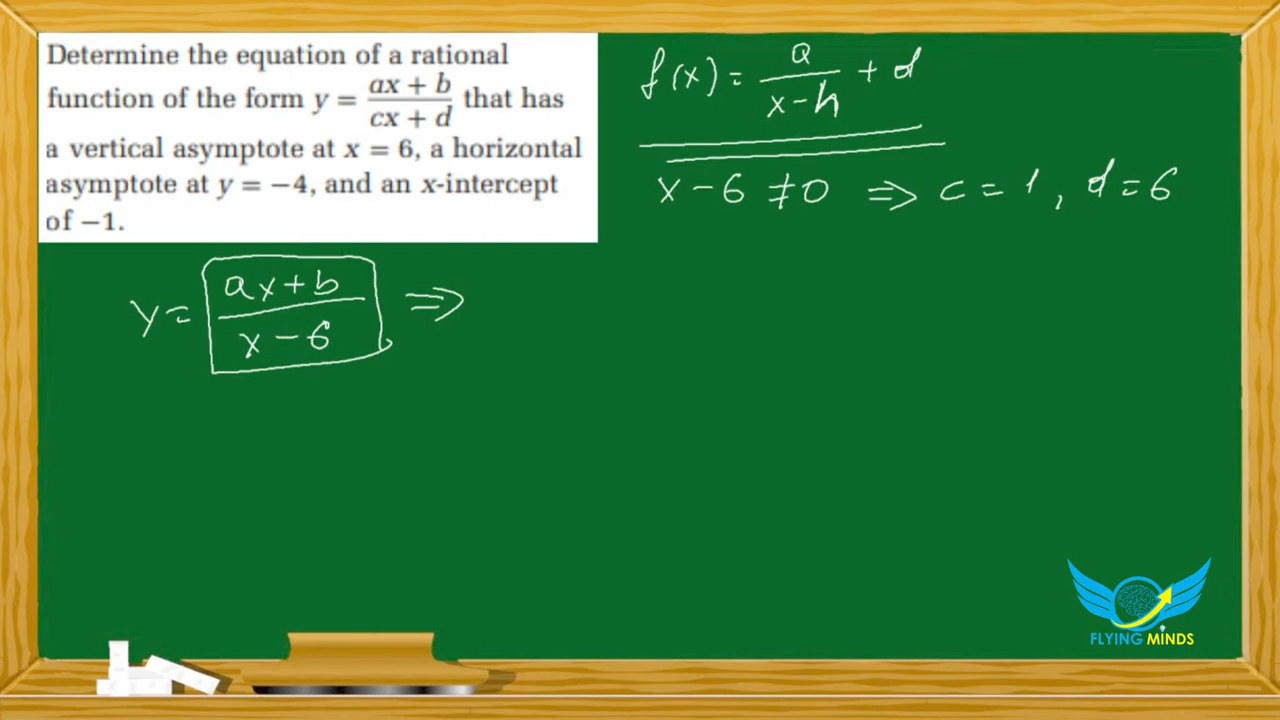 Determine the equation of a rational
function of the form y = (ax + b)/(cx + d) that has
a vertical asymptote at x = 6, a horizontal
asymptote at y = −4, and an x-intercept
of −1.
f(x) = a/(x − h) + d
x − 6 ≠ 0 ⇒ c = 1, d = 6
y = (ax + b)/(x − 6) ⇒
FLYING MINDS